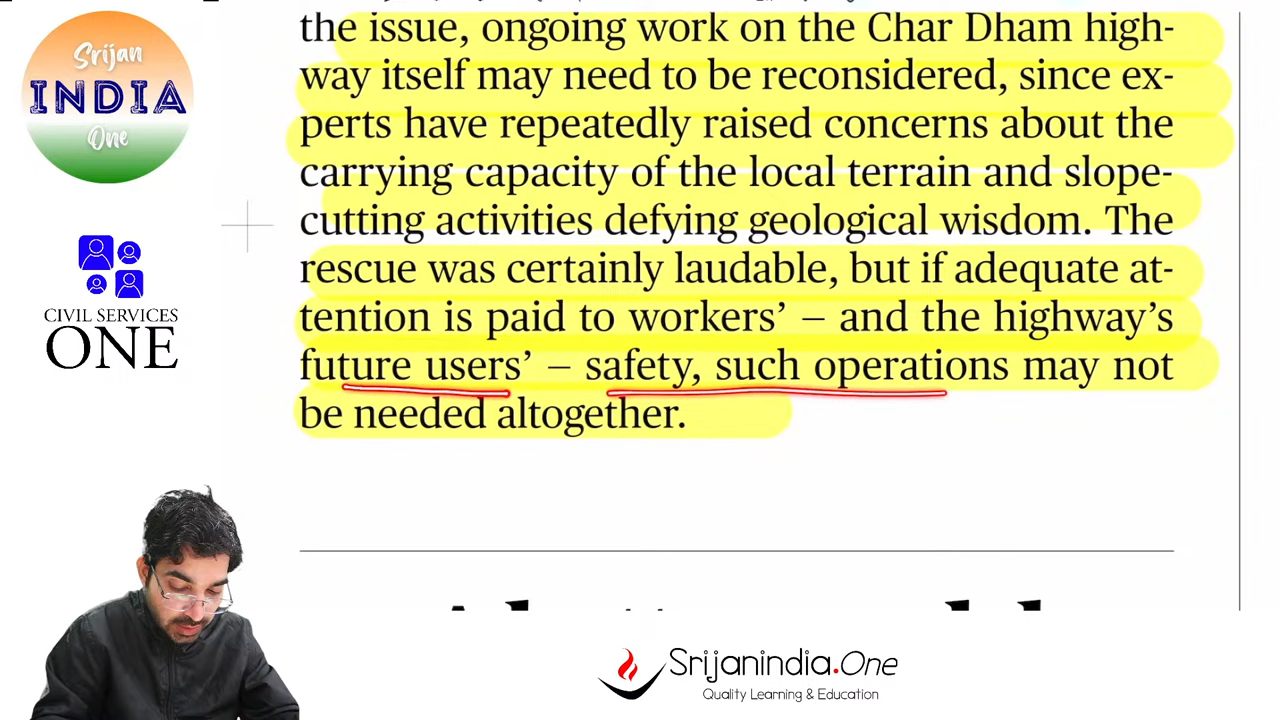 Srijan
INDIA
One
CIVIL SERVICES
ONE
the issue, ongoing work on the Char Dham high-
way itself may need to be reconsidered, since ex-
perts have repeatedly raised concerns about the
carrying capacity of the local terrain and slope-
cutting activities defying geological wisdom. The
rescue was certainly laudable, but if adequate at-
tention is paid to workers’ – and the highway’s
future users’ – safety, such operations may not
be needed altogether.
Srijanindia.One
Quality Learning & Education